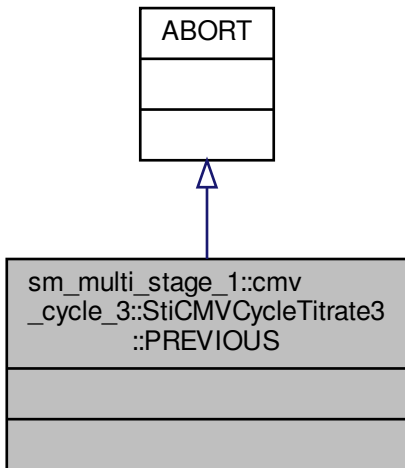 ABORT
sm_multi_stage_1::cmv
_cycle_3::StiCMVCycleTitrate3
::PREVIOUS